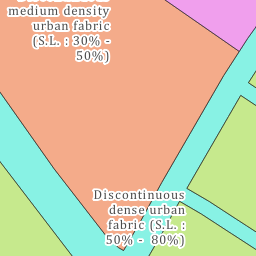 medium density
urban fabric
(S.L. : 30% -
50%)
Discontinuous
dense urban
fabric (S.L. :
50% - 80%)